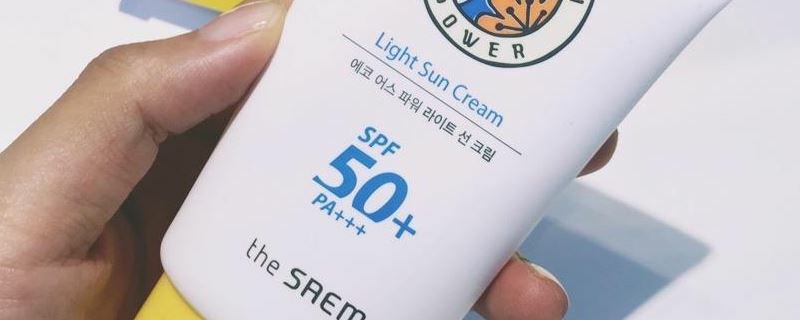 POWER
Light Sun Cream
에코 어스 파워 라이트 선 크림
SPF
50+
PA+++
the SAEM